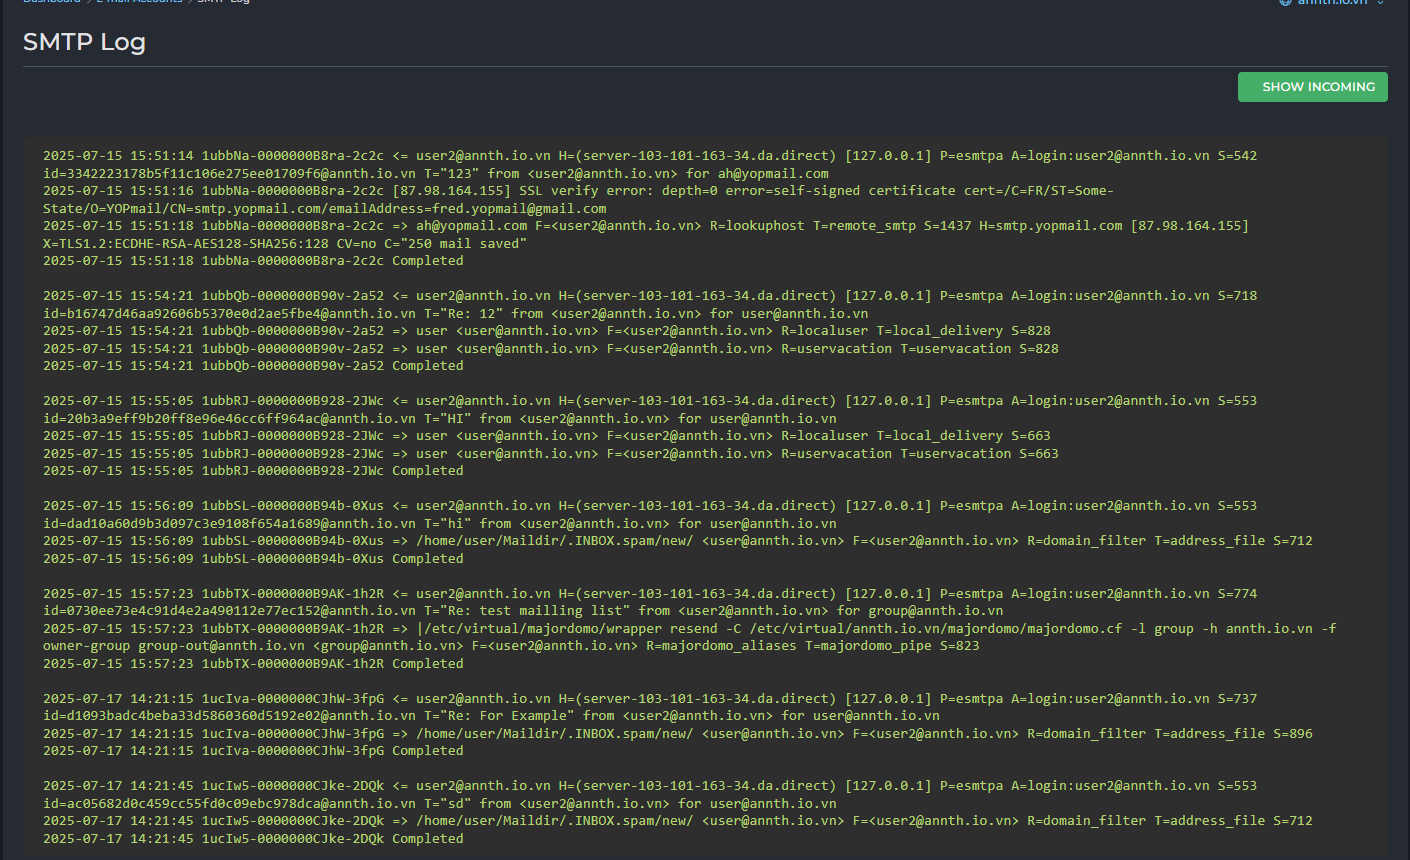 Dashboard > E-mail Accounts > SMTP Log
annth.io.vn
SMTP Log
SHOW INCOMING
2025-07-15 15:51:14 1ubbNa-0000000B8ra-2c2c <= user2@annth.io.vn H=(server-103-101-163-34.da.direct) [127.0.0.1] P=esmtpa A=login:user2@annth.io.vn S=542
id=3342223178b5f11c106e275ee01709f6@annth.io.vn T="123" from <user2@annth.io.vn> for ah@yopmail.com
2025-07-15 15:51:16 1ubbNa-0000000B8ra-2c2c [87.98.164.155] SSL verify error: depth=0 error=self-signed certificate cert=/C=FR/ST=Some-
State/O=YOPmail/CN=smtp.yopmail.com/emailAddress=fred.yopmail@gmail.com
2025-07-15 15:51:18 1ubbNa-0000000B8ra-2c2c => ah@yopmail.com F=<user2@annth.io.vn> R=lookuphost T=remote_smtp S=1437 H=smtp.yopmail.com [87.98.164.155]
X=TLS1.2:ECDHE-RSA-AES128-SHA256:128 CV=no C="250 mail saved"
2025-07-15 15:51:18 1ubbNa-0000000B8ra-2c2c Completed
2025-07-15 15:54:21 1ubbQb-0000000B90v-2a52 <= user2@annth.io.vn H=(server-103-101-163-34.da.direct) [127.0.0.1] P=esmtpa A=login:user2@annth.io.vn S=718
id=b16747d46aa92606b5370e0d2ae5fbe4@annth.io.vn T="Re: 12" from <user2@annth.io.vn> for user@annth.io.vn
2025-07-15 15:54:21 1ubbQb-0000000B90v-2a52 => user <user@annth.io.vn> F=<user2@annth.io.vn> R=localuser T=local_delivery S=828
2025-07-15 15:54:21 1ubbQb-0000000B90v-2a52 => user <user@annth.io.vn> F=<user2@annth.io.vn> R=uservacation T=uservacation S=828
2025-07-15 15:54:21 1ubbQb-0000000B90v-2a52 Completed
2025-07-15 15:55:05 1ubbRJ-0000000B928-2JWc <= user2@annth.io.vn H=(server-103-101-163-34.da.direct) [127.0.0.1] P=esmtpa A=login:user2@annth.io.vn S=553
id=20b3a9eff9b20ff8e96e46cc6ff964ac@annth.io.vn T="HI" from <user2@annth.io.vn> for user@annth.io.vn
2025-07-15 15:55:05 1ubbRJ-0000000B928-2JWc => user <user@annth.io.vn> F=<user2@annth.io.vn> R=localuser T=local_delivery S=663
2025-07-15 15:55:05 1ubbRJ-0000000B928-2JWc => user <user@annth.io.vn> F=<user2@annth.io.vn> R=uservacation T=uservacation S=663
2025-07-15 15:55:05 1ubbRJ-0000000B928-2JWc Completed
2025-07-15 15:56:09 1ubbSL-0000000B94b-0Xus <= user2@annth.io.vn H=(server-103-101-163-34.da.direct) [127.0.0.1] P=esmtpa A=login:user2@annth.io.vn S=553
id=dad10a60d9b3d097c3e9108f654a1689@annth.io.vn T="hi" from <user2@annth.io.vn> for user@annth.io.vn
2025-07-15 15:56:09 1ubbSL-0000000B94b-0Xus => /home/user/Maildir/.INBOX.spam/new/ <user@annth.io.vn> F=<user2@annth.io.vn> R=domain_filter T=address_file S=712
2025-07-15 15:56:09 1ubbSL-0000000B94b-0Xus Completed
2025-07-15 15:57:23 1ubbTX-0000000B9AK-1h2R <= user2@annth.io.vn H=(server-103-101-163-34.da.direct) [127.0.0.1] P=esmtpa A=login:user2@annth.io.vn S=774
id=0730ee73e4c91d4e2a490112e77ec152@annth.io.vn T="Re: test mailling list" from <user2@annth.io.vn> for group@annth.io.vn
2025-07-15 15:57:23 1ubbTX-0000000B9AK-1h2R => |/etc/virtual/majordomo/wrapper resend -C /etc/virtual/annth.io.vn/majordomo/majordomo.cf -l group -h annth.io.vn -f
owner-group group-out@annth.io.vn <group@annth.io.vn> F=<user2@annth.io.vn> R=majordomo_aliases T=majordomo_pipe S=823
2025-07-15 15:57:23 1ubbTX-0000000B9AK-1h2R Completed
2025-07-17 14:21:15 1ucIva-0000000CJhW-3fpG <= user2@annth.io.vn H=(server-103-101-163-34.da.direct) [127.0.0.1] P=esmtpa A=login:user2@annth.io.vn S=737
id=d1093badc4beba33d5860360d5192e02@annth.io.vn T="Re: For Example" from <user2@annth.io.vn> for user@annth.io.vn
2025-07-17 14:21:15 1ucIva-0000000CJhW-3fpG => /home/user/Maildir/.INBOX.spam/new/ <user@annth.io.vn> F=<user2@annth.io.vn> R=domain_filter T=address_file S=896
2025-07-17 14:21:15 1ucIva-0000000CJhW-3fpG Completed
2025-07-17 14:21:45 1ucIw5-0000000CJke-2DQk <= user2@annth.io.vn H=(server-103-101-163-34.da.direct) [127.0.0.1] P=esmtpa A=login:user2@annth.io.vn S=553
id=ac05682d0c459cc55fd0c09ebc978dca@annth.io.vn T="sd" from <user2@annth.io.vn> for user@annth.io.vn
2025-07-17 14:21:45 1ucIw5-0000000CJke-2DQk => /home/user/Maildir/.INBOX.spam/new/ <user@annth.io.vn> F=<user2@annth.io.vn> R=domain_filter T=address_file S=712
2025-07-17 14:21:45 1ucIw5-0000000CJke-2DQk Completed